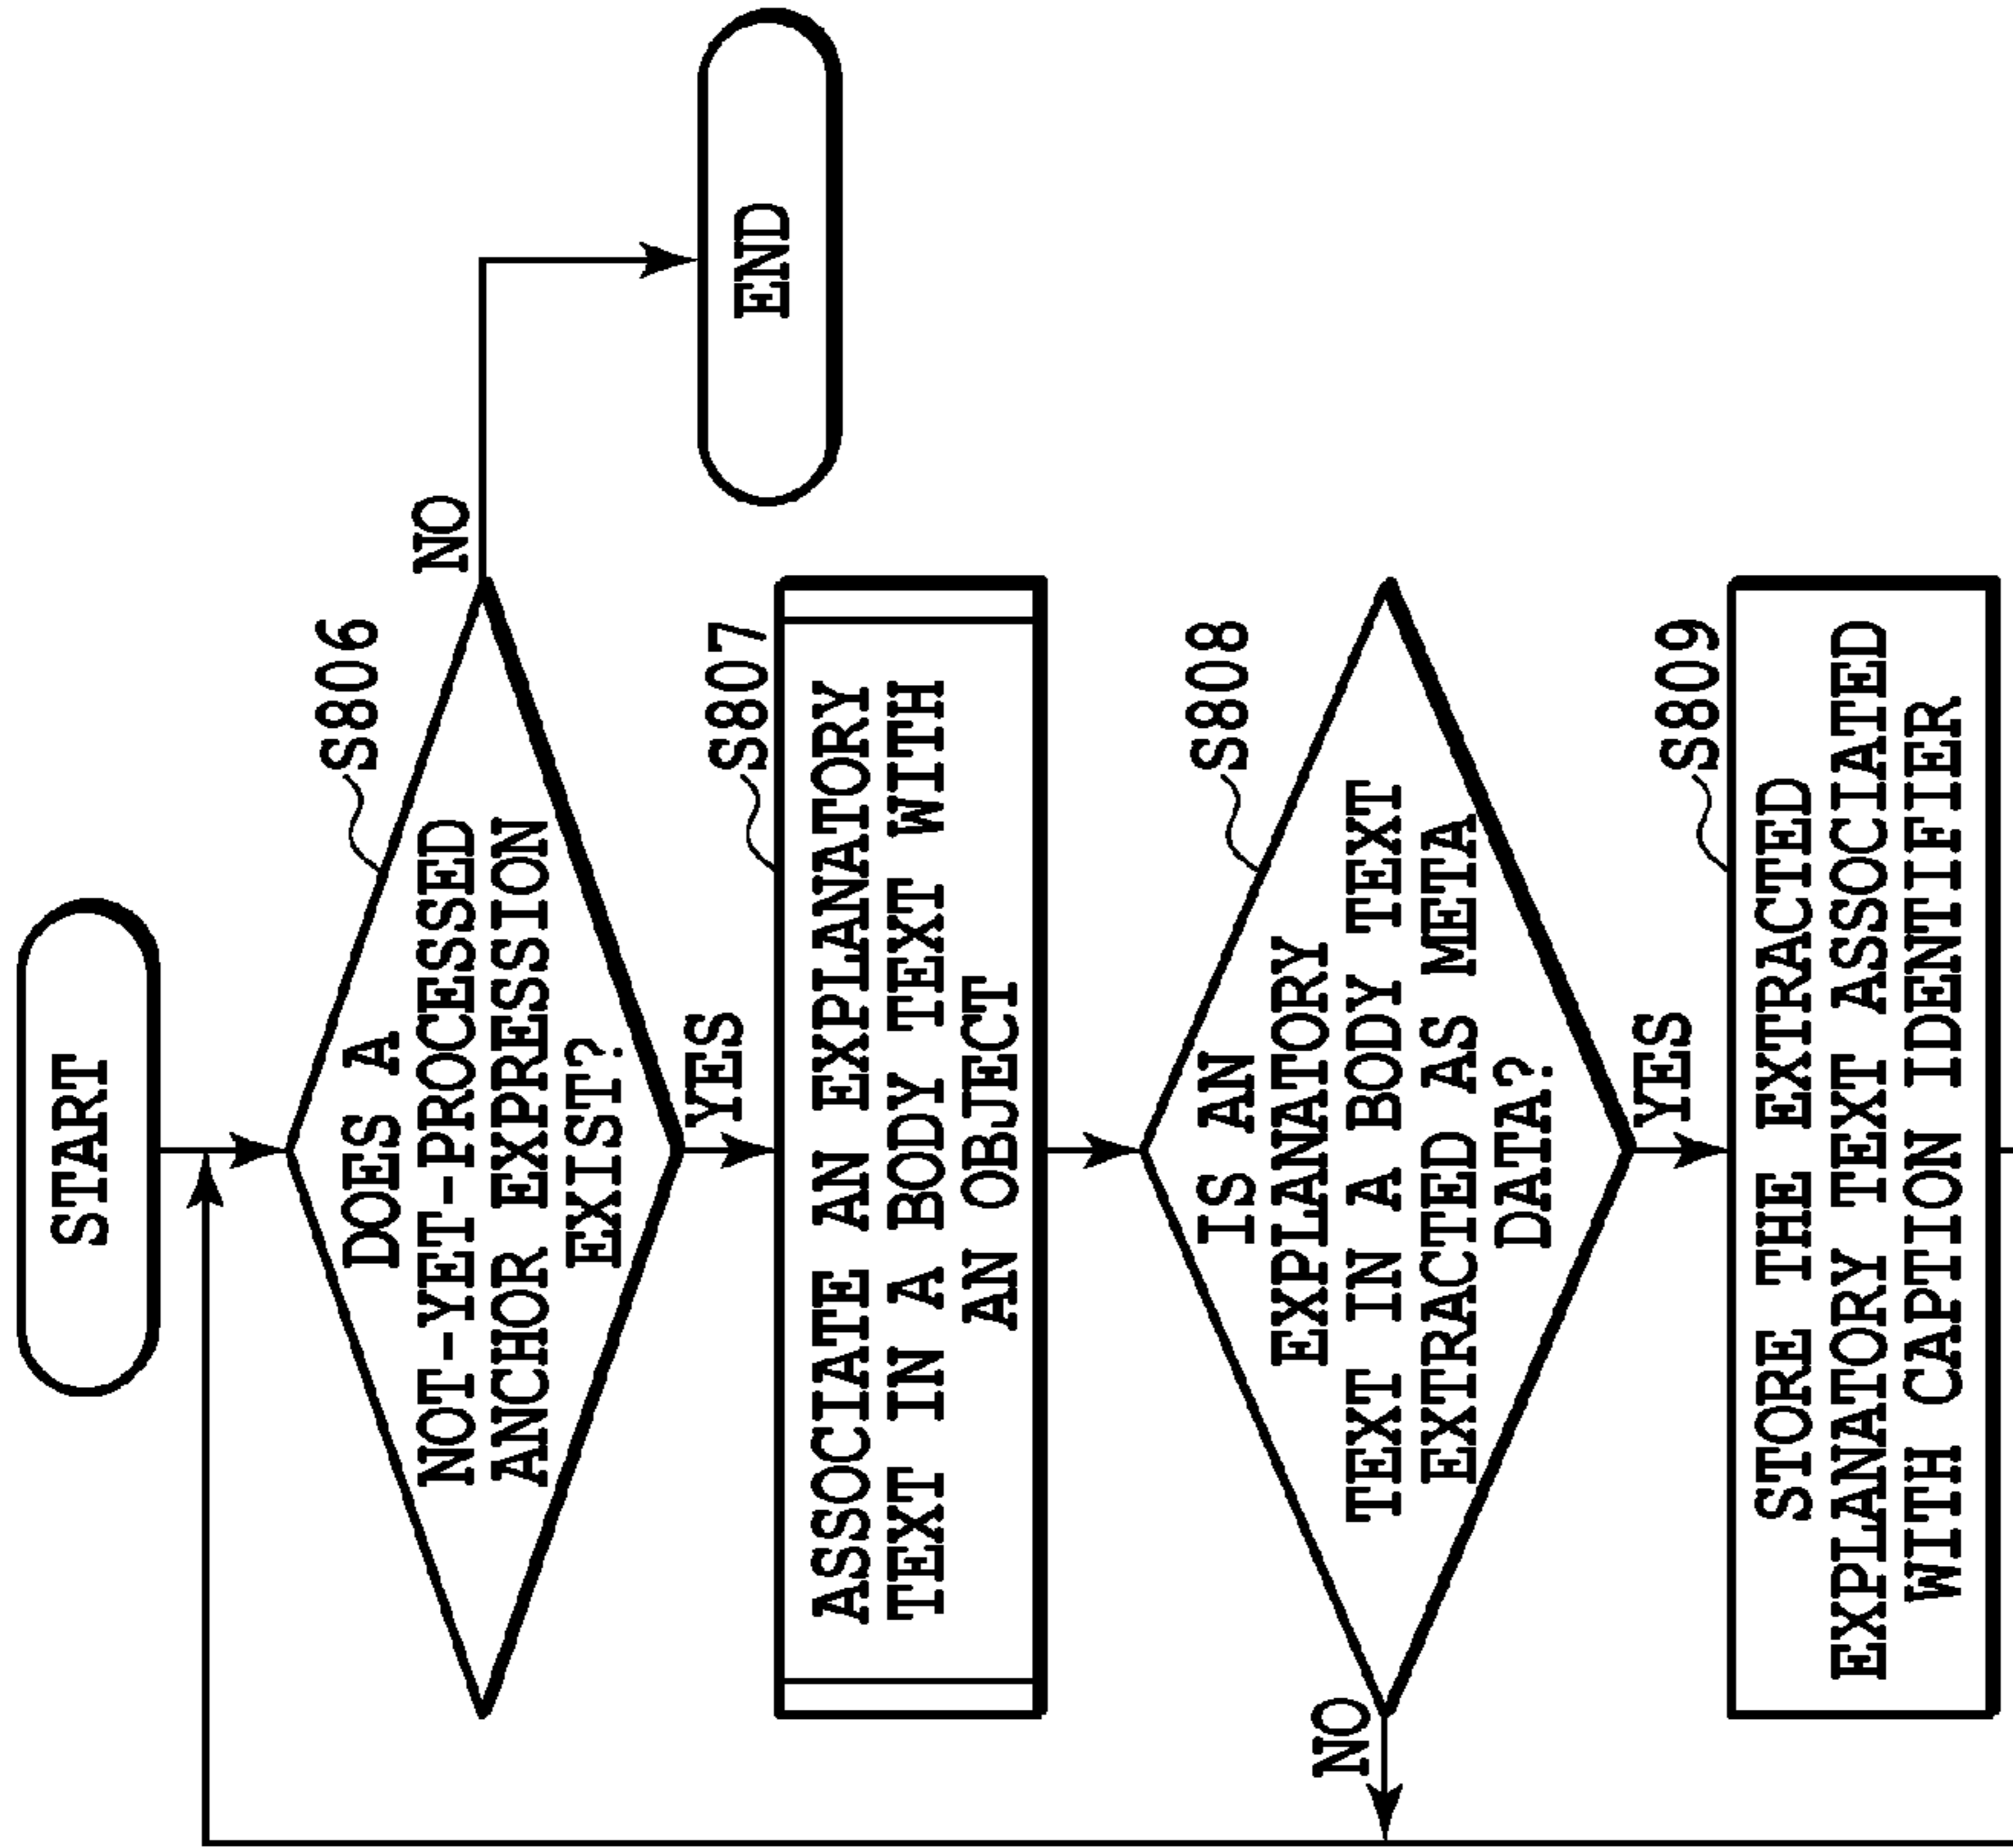 START
S806
DOES A
NOT-YET-PROCESSED
ANCHOR EXPRESSION
EXIST?
NO
YES
END
S807
ASSOCIATE AN EXPLANATORY
TEXT IN A BODY TEXT WITH
AN OBJECT
S808
IS AN
EXPLANATORY
TEXT IN A BODY TEXT
EXTRACTED AS META
DATA?
NO
YES
S809
STORE THE EXTRACTED
EXPLANATORY TEXT ASSOCIATED
WITH CAPTION IDENTIFIER